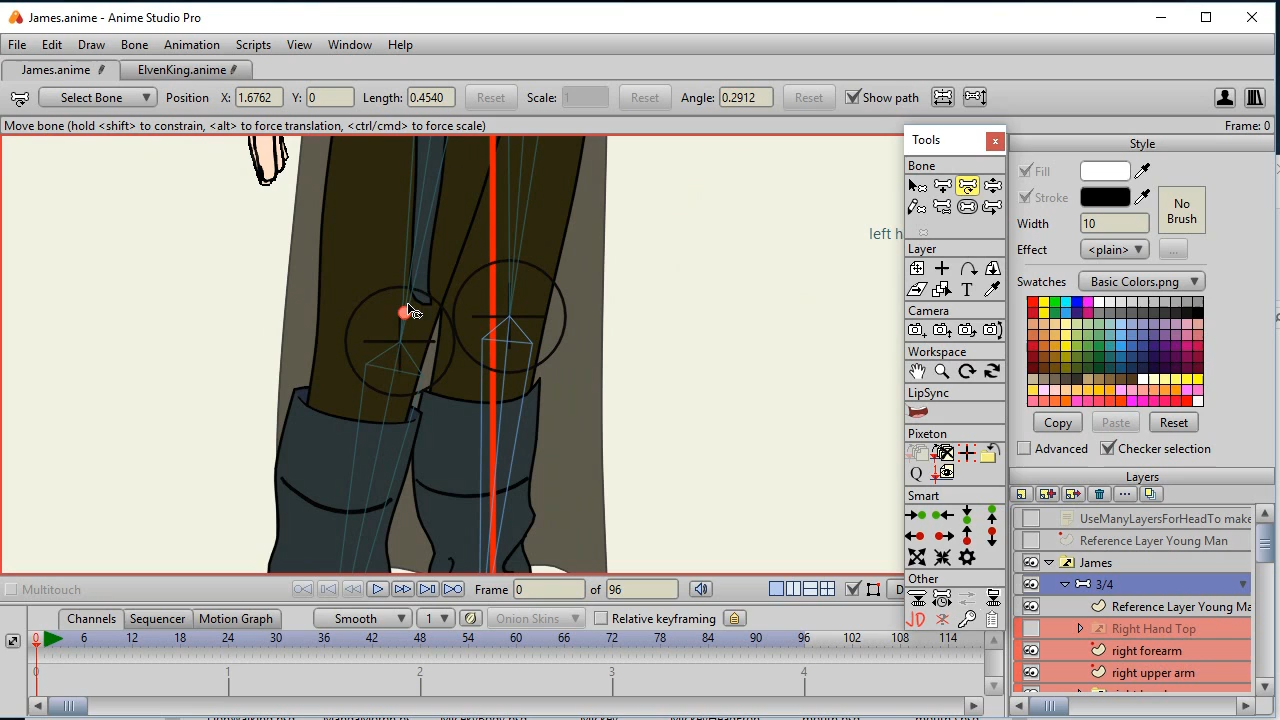 James.anime - Anime Studio Pro
File Edit Draw Bone Animation Scripts View Window Help
James.anime ElvenKing.anime
Select Bone Position X: 1.6762 Y: 0 Length: 0.4540 Reset Scale: 1 Reset Angle: 0.2912 Reset Show path
Move bone (hold <shift> to constrain, <alt> to force translation, <ctrl/cmd> to force scale) Frame: 0
Tools
Bone
Layer
T
Camera
Workspace
LipSync
Pixeton
Q
Smart
Other
JD
left h
Style
Fill
Stroke
No
Brush
Width 10
Effect <plain> ...
Swatches Basic Colors.png
Copy Paste Reset
Advanced Checker selection
Layers
UseManyLayersForHeadTo make
Reference Layer Young Man
James
3/4
Reference Layer Young Ma
Right Hand Top
right forearm
right upper arm
Multitouch Frame 0 of 96 D
Channels Sequencer Motion Graph Smooth 1 Onion Skins Relative keyframing
0 6 12 18 24 30 36 42 48 54 60 66 72 78 84 90 96 102 108 114
0 1 2 3 4